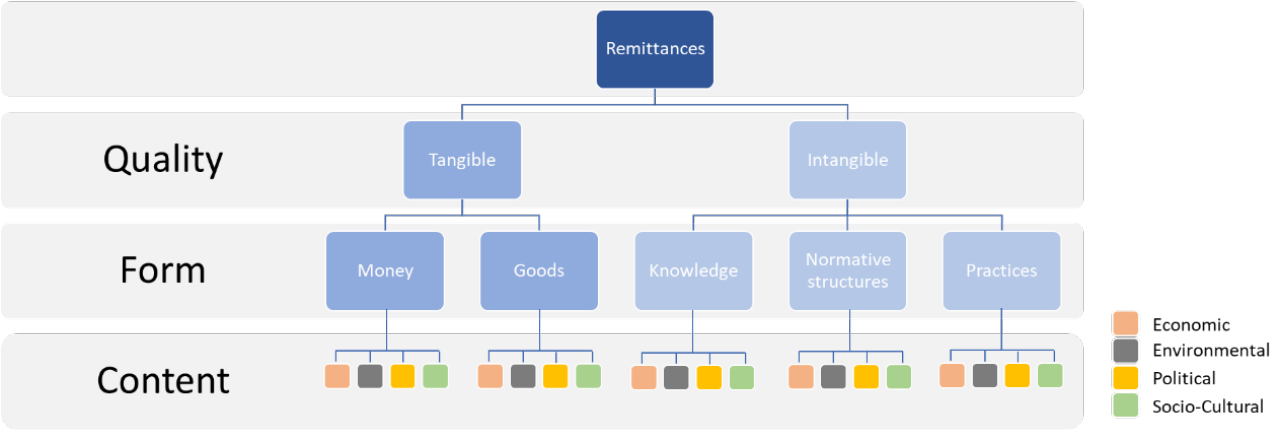 Remittances
Quality
Tangible
Intangible
Form
Money
Goods
Knowledge
Normative
structures
Practices
Content
Economic
Environmental
Political
Socio-Cultural